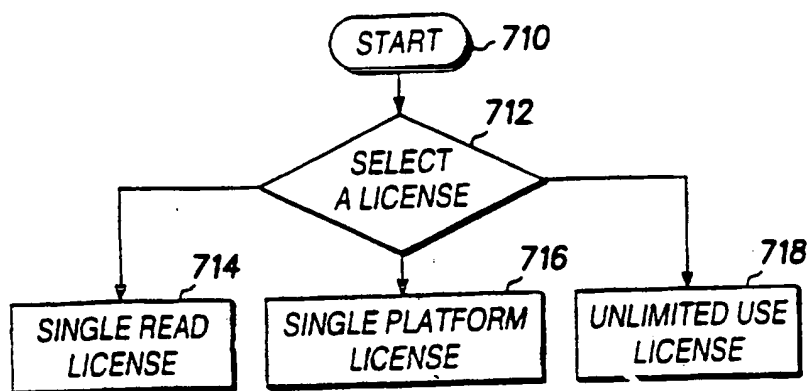 START
710
712
SELECT
A LICENSE
714
716
718
SINGLE READ
LICENSE
SINGLE PLATFORM
LICENSE
UNLIMITED USE
LICENSE